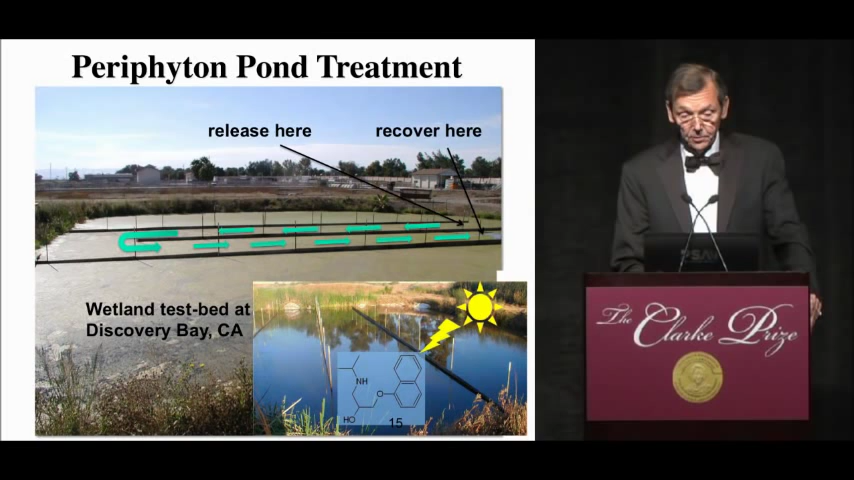 Periphyton Pond Treatment
release here
recover here
Wetland test-bed at
Discovery Bay, CA
NH
O
HO
15
The Clarke Prize